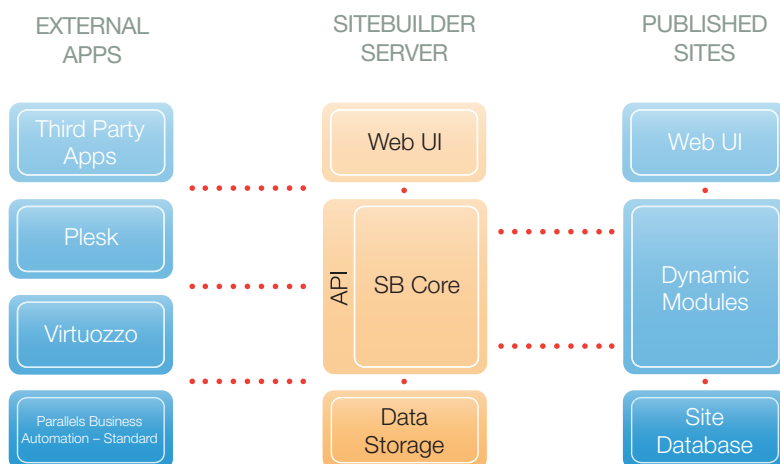 EXTERNAL
APPS
SITEBUILDER
SERVER
PUBLISHED
SITES
Third Party
Apps
Plesk
Virtuozzo
Parallels Business
Automation – Standard
Web UI
API
SB Core
Data
Storage
Web UI
Dynamic
Modules
Site
Database